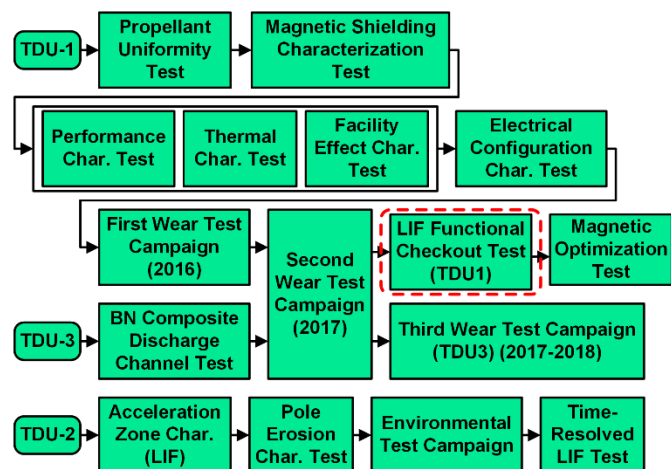 TDU-1
Propellant
Uniformity
Test
Magnetic Shielding
Characterization
Test
Performance
Char. Test
Thermal
Char. Test
Facility
Effect Char.
Test
Electrical
Configuration
Char. Test
First Wear Test
Campaign
(2016)
Second
Wear Test
Campaign
(2017)
LIF Functional
Checkout Test
(TDU1)
Magnetic
Optimization
Test
TDU-3
BN Composite
Discharge
Channel Test
Third Wear Test Campaign
(TDU3) (2017-2018)
TDU-2
Acceleration
Zone Char.
(LIF)
Pole
Erosion
Char. Test
Environmental
Test Campaign
Time-
Resolved
LIF Test